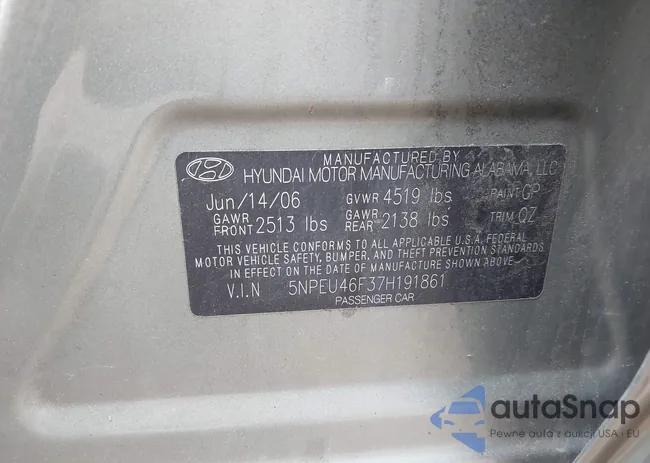 MANUFACTURED BY
HYUNDAI MOTOR MANUFACTURING ALABAMA, LLC
Jun/14/06 GVWR 4519 lbs PAINT GP
GAWR FRONT 2513 lbs GAWR REAR 2138 lbs TRIM QZ
THIS VEHICLE CONFORMS TO ALL APPLICABLE U.S.A. FEDERAL
MOTOR VEHICLE SAFETY, BUMPER, AND THEFT PREVENTION STANDARDS
IN EFFECT ON THE DATE OF MANUFACTURE SHOWN ABOVE
V.I.N 5NPEU46F37H191861
PASSENGER CAR
autoSnap
Pewne auta z aukcji USA i EU